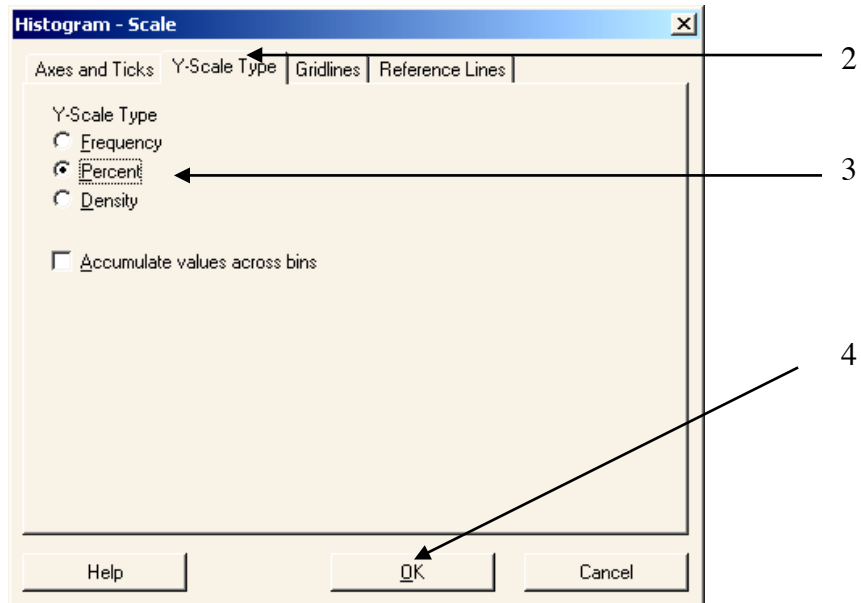 Histogram - Scale
Axes and Ticks Y-Scale Type Gridlines Reference Lines
2
Y-Scale Type
Frequency
Percent
3
Density
Accumulate values across bins
4
Help OK Cancel